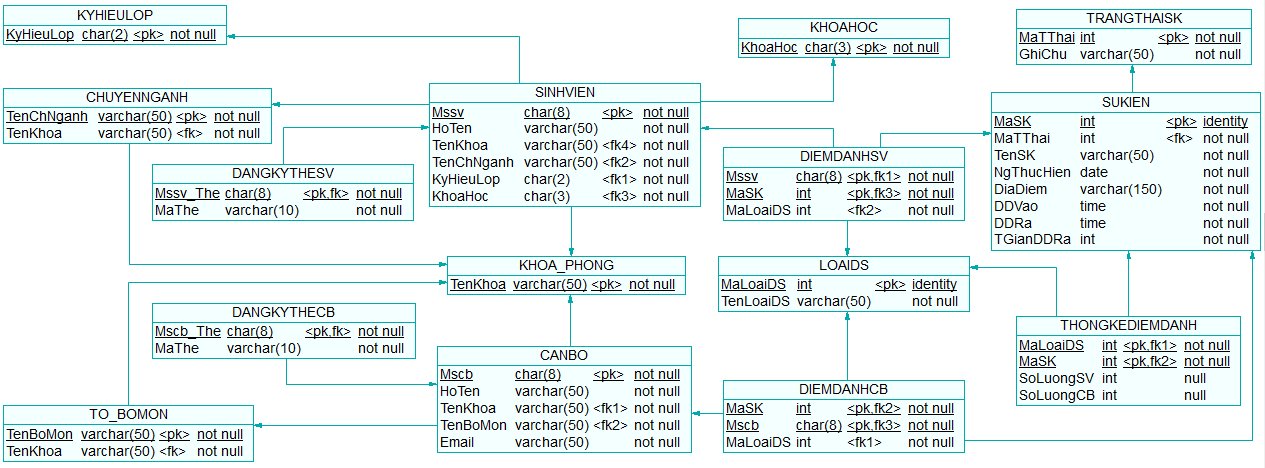 KYHIEULOP
KyHieuLop char(2) <pk> not null
KHOAHOC
KhoaHoc char(3) <pk> not null
TRANGTHAISK
MaTThai int <pk> not null
GhiChu varchar(50) not null
CHUYENNGANH
TenChNganh varchar(50) <pk> not null
TenKhoa varchar(50) <fk> not null
SINHVIEN
Mssv char(8) <pk> not null
HoTen varchar(50) not null
TenKhoa varchar(50) <fk4> not null
TenChNganh varchar(50) <fk2> not null
KyHieuLop char(2) <fk1> not null
KhoaHoc char(3) <fk3> not null
SUKIEN
MaSK int <pk> identity
MaTThai int <fk> not null
TenSK varchar(50) not null
NgThucHien date not null
DiaDiem varchar(150) not null
DDVao time not null
DDRa time not null
TGianDDRa int not null
DANGKYTHESV
Mssv_The char(8) <pk,fk> not null
MaThe varchar(10) not null
DIEMDANHSV
Mssv char(8) <pk,fk1> not null
MaSK int <pk,fk3> not null
MaLoaiDS int <fk2> not null
KHOA_PHONG
TenKhoa varchar(50) <pk> not null
LOAIDS
MaLoaiDS int <pk> identity
TenLoaiDS varchar(50) not null
DANGKYTHECB
Mscb_The char(8) <pk,fk> not null
MaThe varchar(10) not null
THONGKEDIEMDANH
MaLoaiDS int <pk,fk1> not null
MaSK int <pk,fk2> not null
SoLuongSV int null
SoLuongCB int null
CANBO
Mscb char(8) <pk> not null
HoTen varchar(50) not null
TenKhoa varchar(50) <fk1> not null
TenBoMon varchar(50) <fk2> not null
Email varchar(50) not null
DIEMDANHCB
MaSK int <pk,fk2> not null
Mscb char(8) <pk,fk3> not null
MaLoaiDS int <fk1> not null
TO_BOMON
TenBoMon varchar(50) <pk> not null
TenKhoa varchar(50) <fk> not null